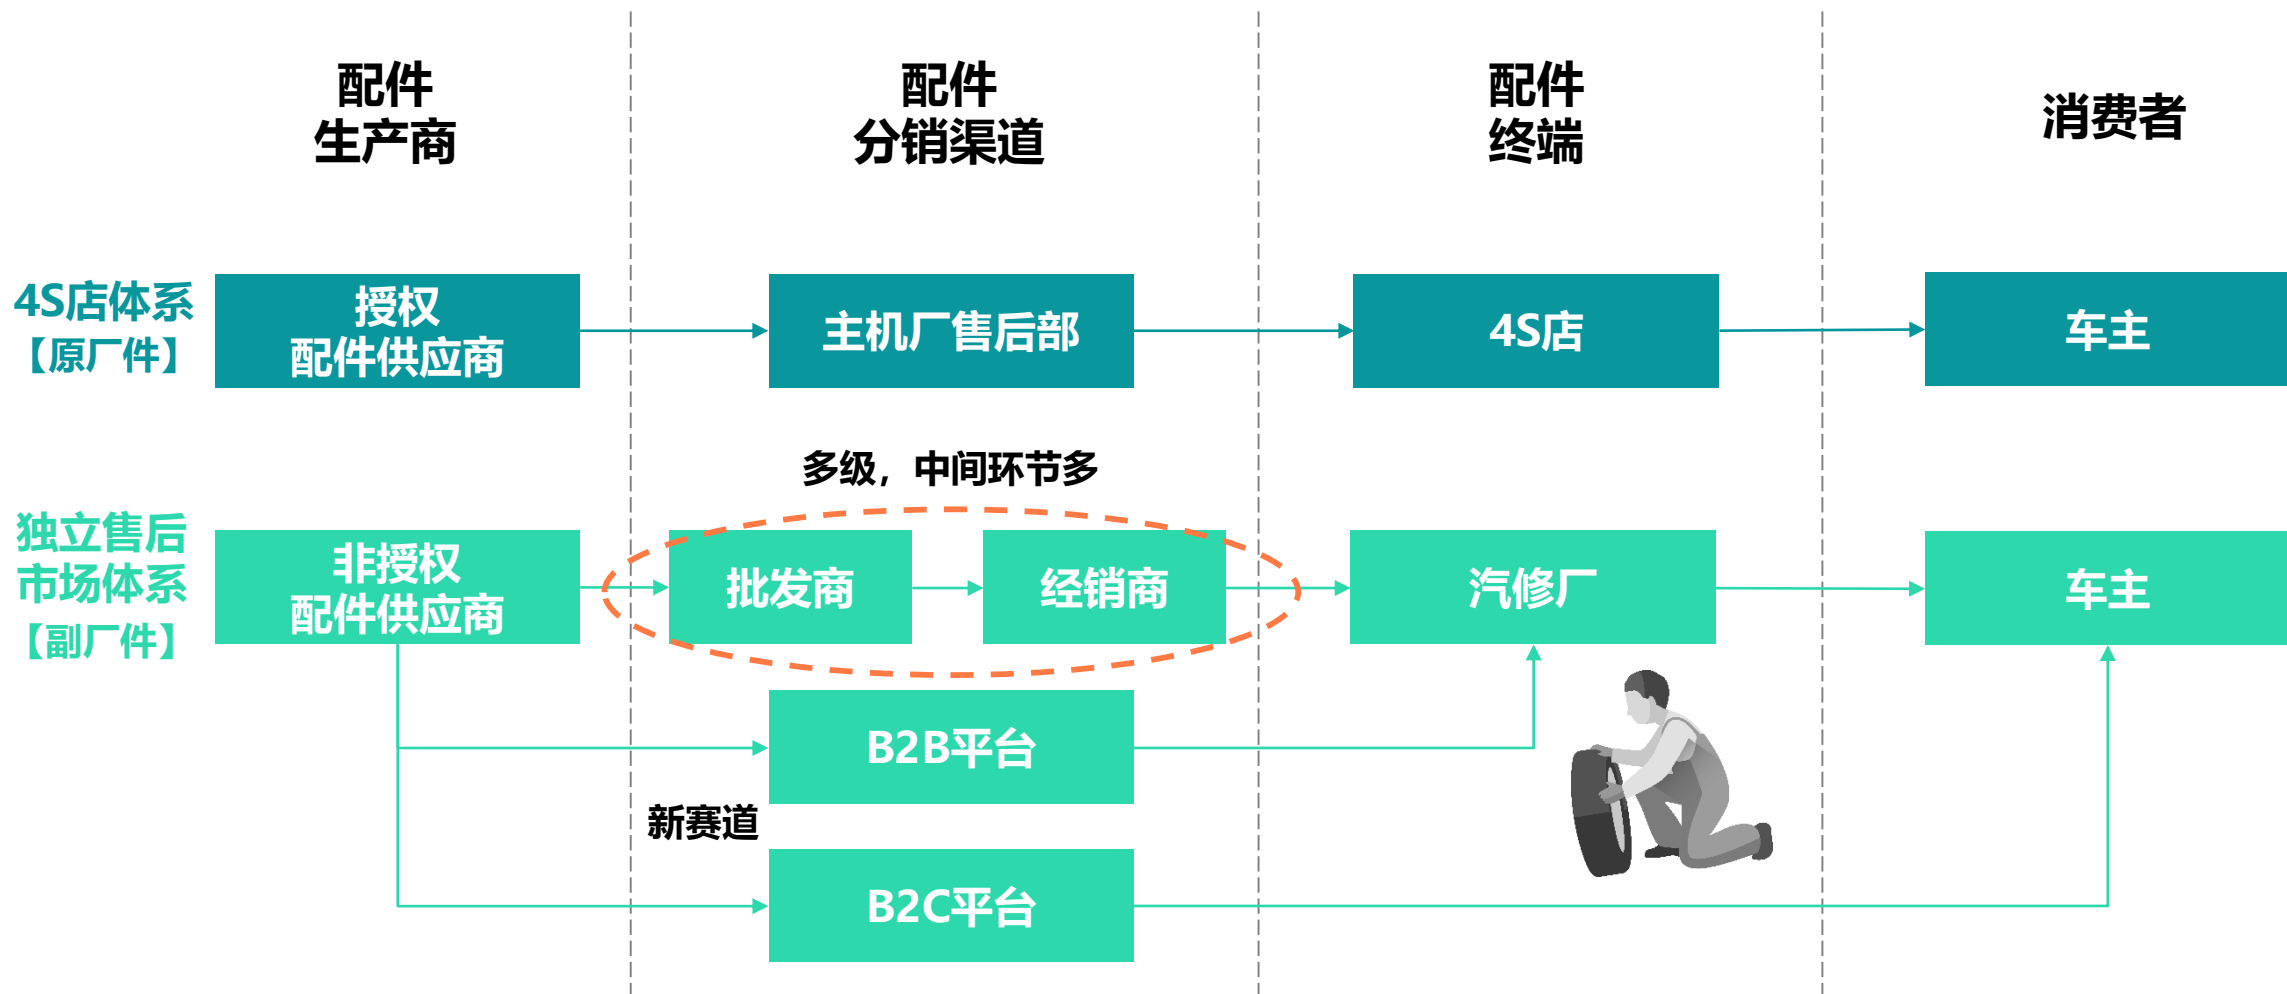 配件
生产商
配件
分销渠道
配件
终端
消费者
4S店体系
【原厂件】
授权
配件供应商
主机厂售后部
4S店
车主
多级，中间环节多
独立售后
市场体系
【副厂件】
非授权
配件供应商
批发商
经销商
汽修厂
车主
B2B平台
新赛道
B2C平台